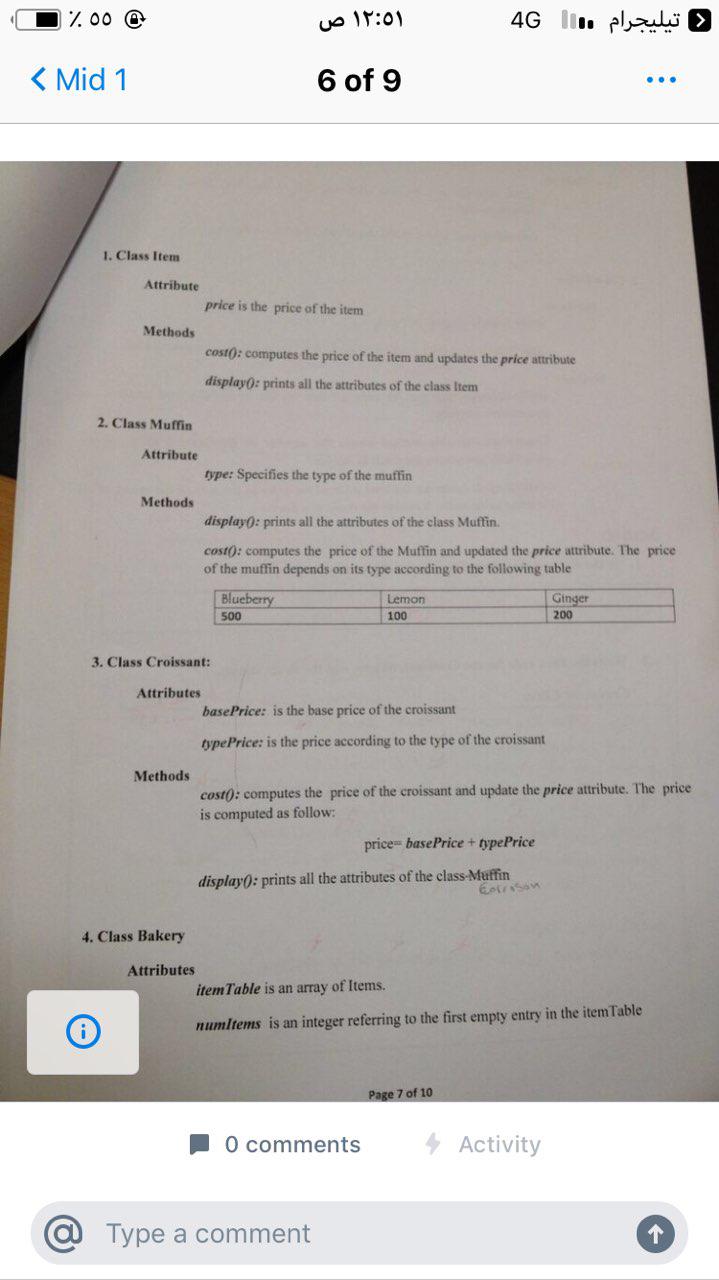 ٪ ٥٥
١٢:٥١ ص
4G
تيليجرام
Mid 1
6 of 9
1. Class Item
Attribute
price is the price of the item
Methods
cost(): computes the price of the item and updates the price attribute
display(): prints all the attributes of the class Item
2. Class Muffin
Attribute
type: Specifies the type of the muffin
Methods
display(): prints all the attributes of the class Muffin.
cost(): computes the price of the Muffin and updated the price attribute. The price
of the muffin depends on its type according to the following table
Blueberry Lemon Ginger
500 100 200
3. Class Croissant:
Attributes
basePrice: is the base price of the croissant
typePrice: is the price according to the type of the croissant
Methods
cost(): computes the price of the croissant and update the price attribute. The price
is computed as follow:
price= basePrice + typePrice
display(): prints all the attributes of the class Muffin
4. Class Bakery
Attributes
itemTable is an array of Items.
numItems is an integer referring to the first empty entry in the itemTable
Page 7 of 10
0 comments
Activity
@ Type a comment